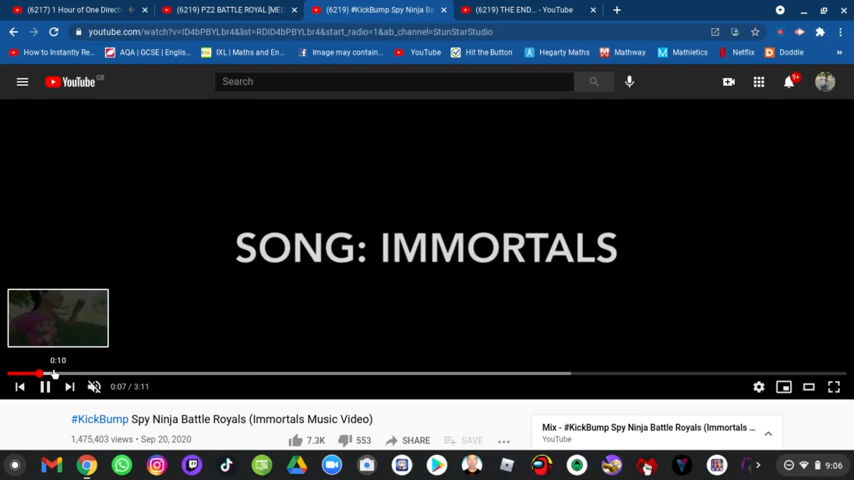 (6217) 1 Hour of One Directi
(6219) PZ2 BATTLE ROYAL [ME
(6219) #KickBump Spy Ninja Ba
(6219) THE END... - YouTube
youtube.com/watch?v=ID4bPBYLbr4&list=RDID4bPBYLbr4&start_radio=1&ab_channel=StunStarStudio
How to Instantly Re...
AQA | GCSE | Englis...
IXL | Maths and En...
Image may contain...
YouTube
Hit the Button
Hegarty Maths
Mathway
Mathletics
Netflix
Doddle
YouTube GB
Search
9+
SONG: IMMORTALS
0:10
0:07 / 3:11
#KickBump Spy Ninja Battle Royals (Immortals Music Video)
1,475,403 views • Sep 20, 2020
7.3K
553
SHARE
SAVE
Mix - #KickBump Spy Ninja Battle Royals (Immortals ...
YouTube
9:06